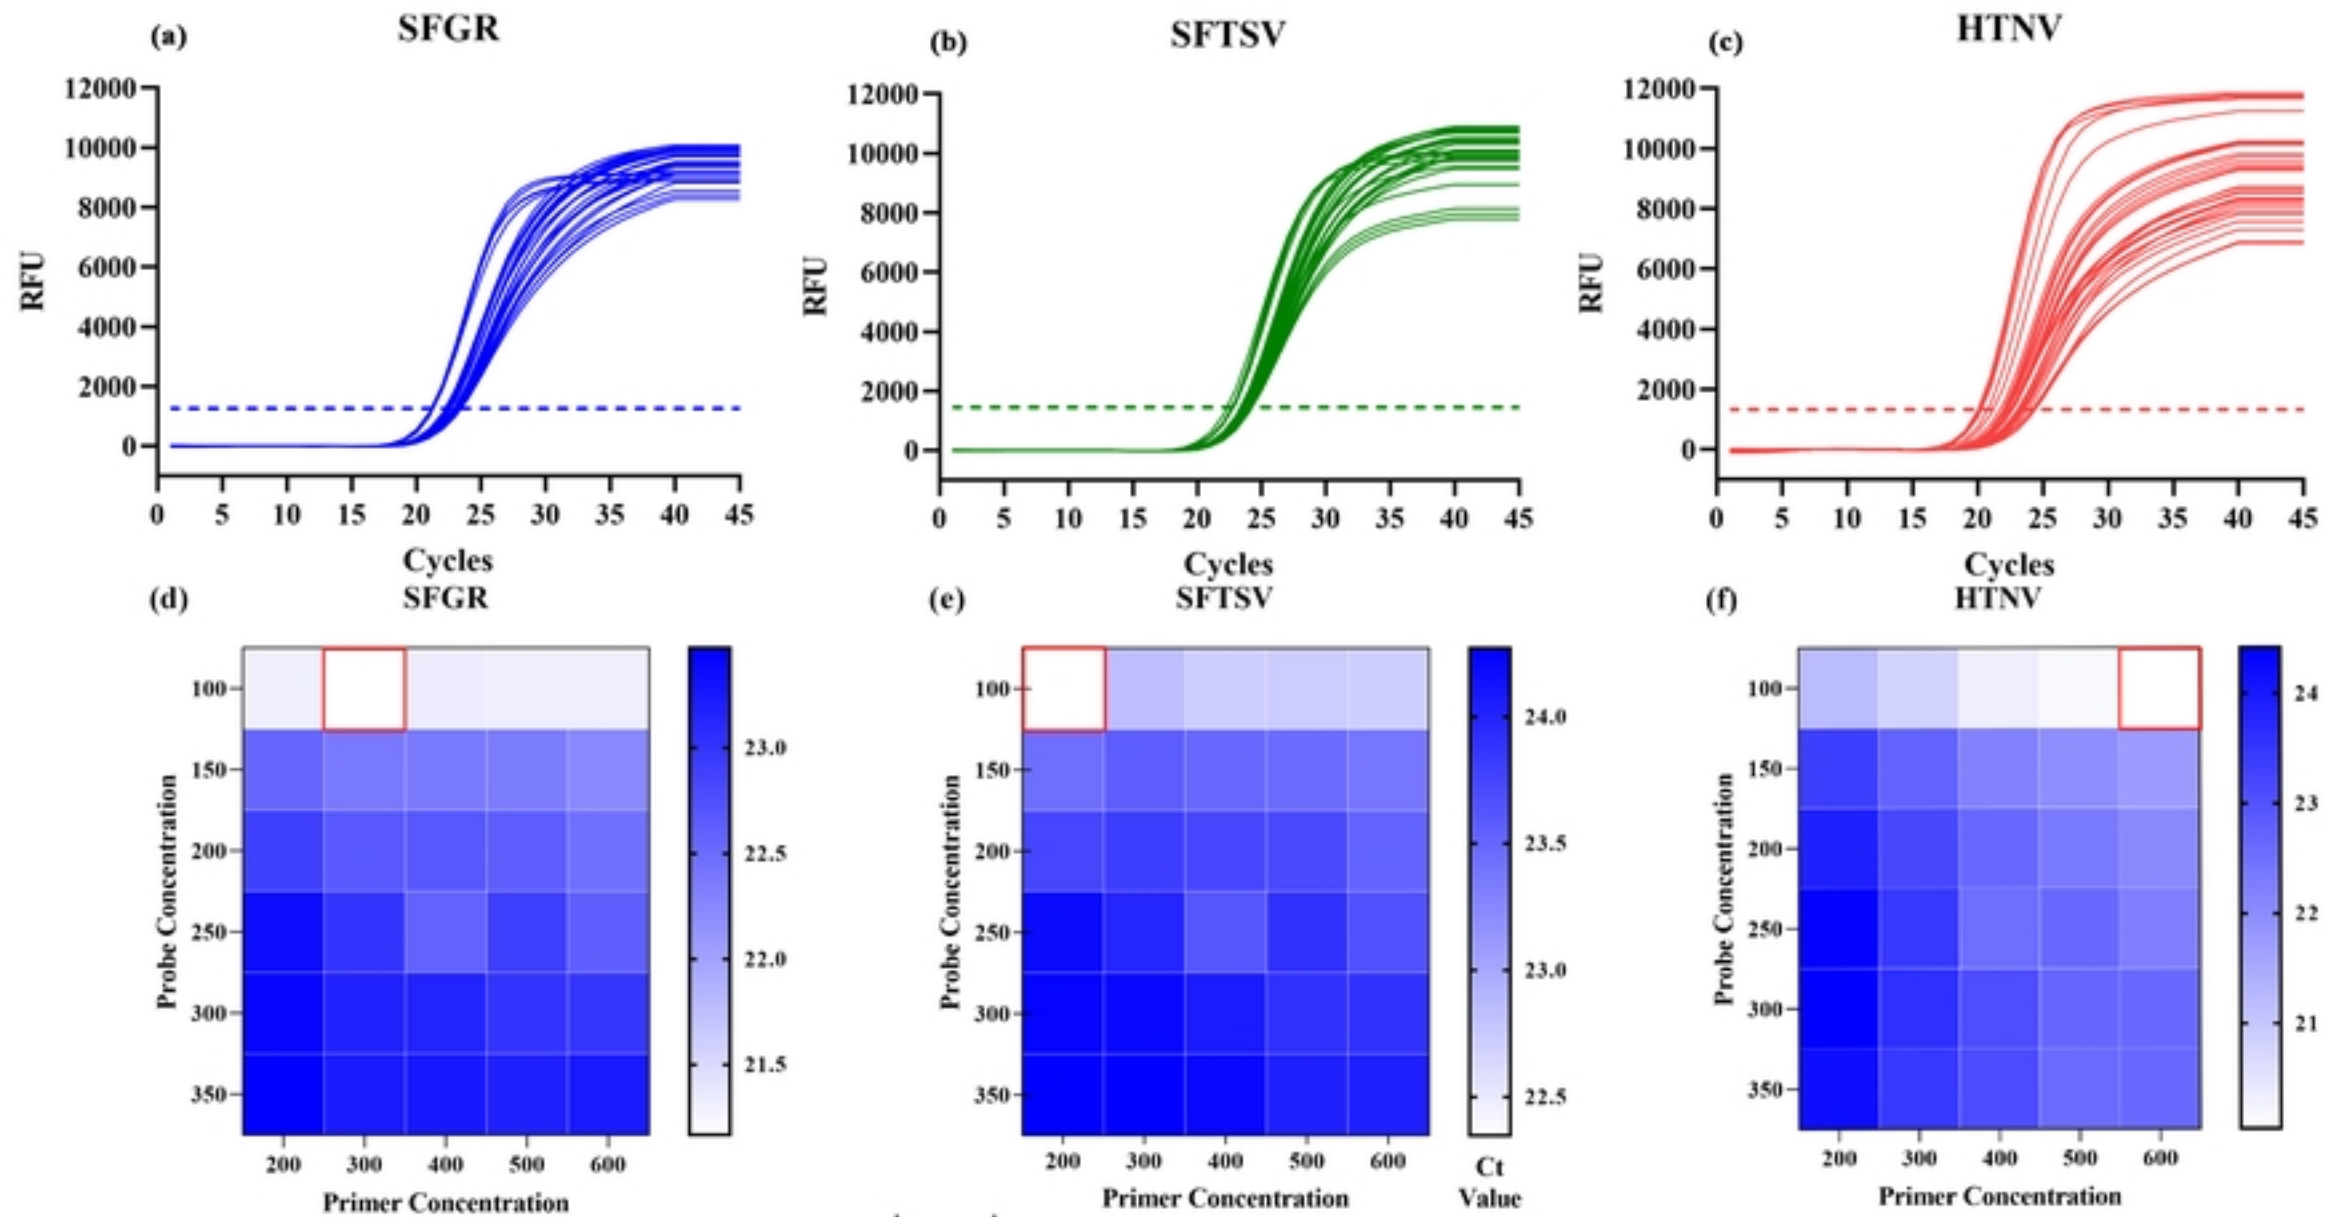 (a) SFGR
12000
10000
8000
6000
4000
2000
0
RFU
0 5 10 15 20 25 30 35 40 45
Cycles
(b) SFTSV
12000
10000
8000
6000
4000
2000
0
RFU
0 5 10 15 20 25 30 35 40 45
Cycles
(c) HTNV
12000
10000
8000
6000
4000
2000
0
RFU
0 5 10 15 20 25 30 35 40 45
Cycles
(d) SFGR
Probe Concentration
100
150
200
250
300
350
200 300 400 500 600
Primer Concentration
23.0
22.5
22.0
21.5
(e) SFTSV
Probe Concentration
100
150
200
250
300
350
200 300 400 500 600
Primer Concentration
24.0
23.5
23.0
22.5
Ct
Value
(f) HTNV
Probe Concentration
100
150
200
250
300
350
200 300 400 500 600
Primer Concentration
24
23
22
21